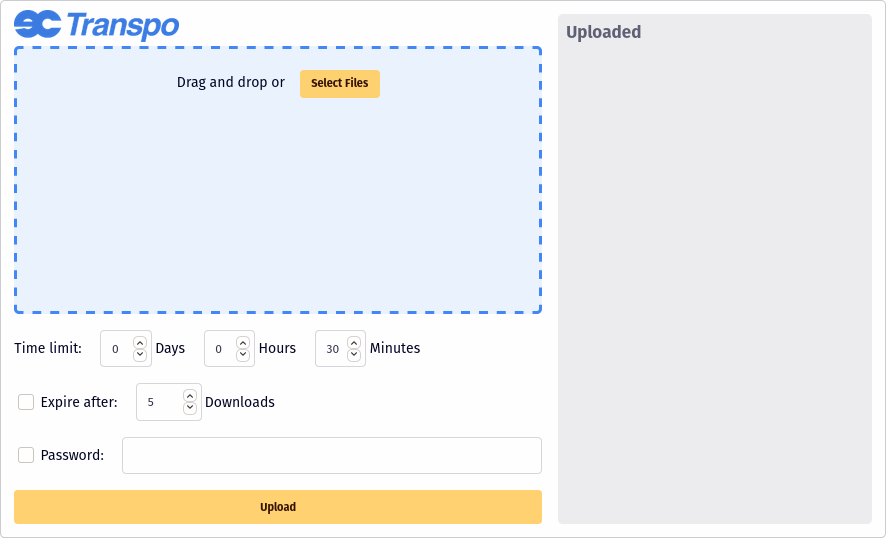 Transpo
Drag and drop or Select Files
Time limit: 0 Days 0 Hours 30 Minutes
Expire after: 5 Downloads
Password:
Upload
Uploaded